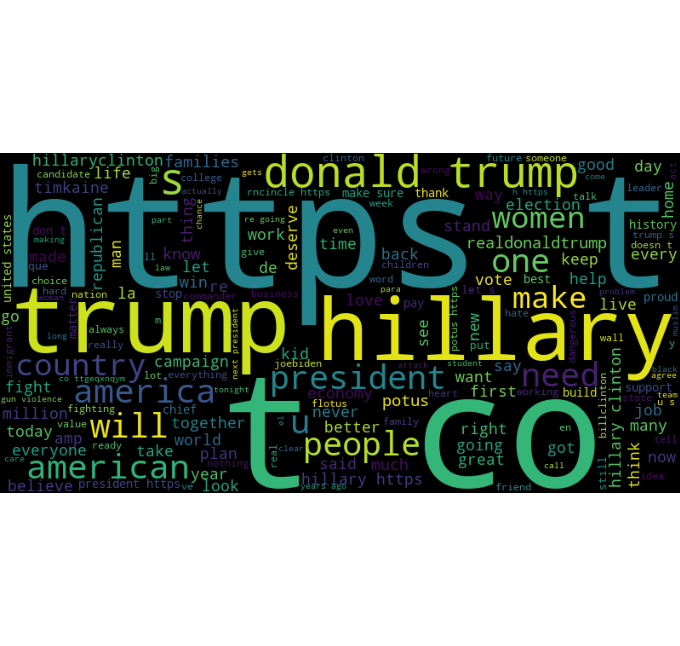 hillaryclinton families
candidate life
timkaine
big
college
actually
s
donald trump
gets
clinton
wrong
future someone
come
good
day
home
act
https t
rncincle https make sure thank way
re going week
talk leader
h https
united states
don t
making
made
que
republican
man
part
chance
thing
law
know
work
give
deserve
even
time
back
children
stand
women
election
realdonaldtrump
one
keep
history
doesn t
trump s
every
choice
woman
nation
la
let
win re
stop
commander
business
de
word
para
love
pay
vote
let s
best
help
hate
live
proud
y
go
matter
long
always
really
trump
hillary
see
new
potus https
make
put
dangerous
wall
muslim
immigrant
country
campaign
next president
kid
joebiden
attack
student
say
want
need
build
billclinton
black
agree
support
team
u s
state
co ttgeqxnqym
lot
everything
tonight
president
gun violence
america
economy
potus
heart
working
first
job
fight
fighting
chief
million
value
today
amp
will
together
world
u
never
better
family
el
real
clear
right
going
great
en
got
many
hillary clinton
think
tell
now
idea
problem
everyone
ready
care
take
plan
nothing
people
said much
call
still
american
year
t co
believe
president https
ve look
hillary https
years ago
flotus
friend
hard
m
ll